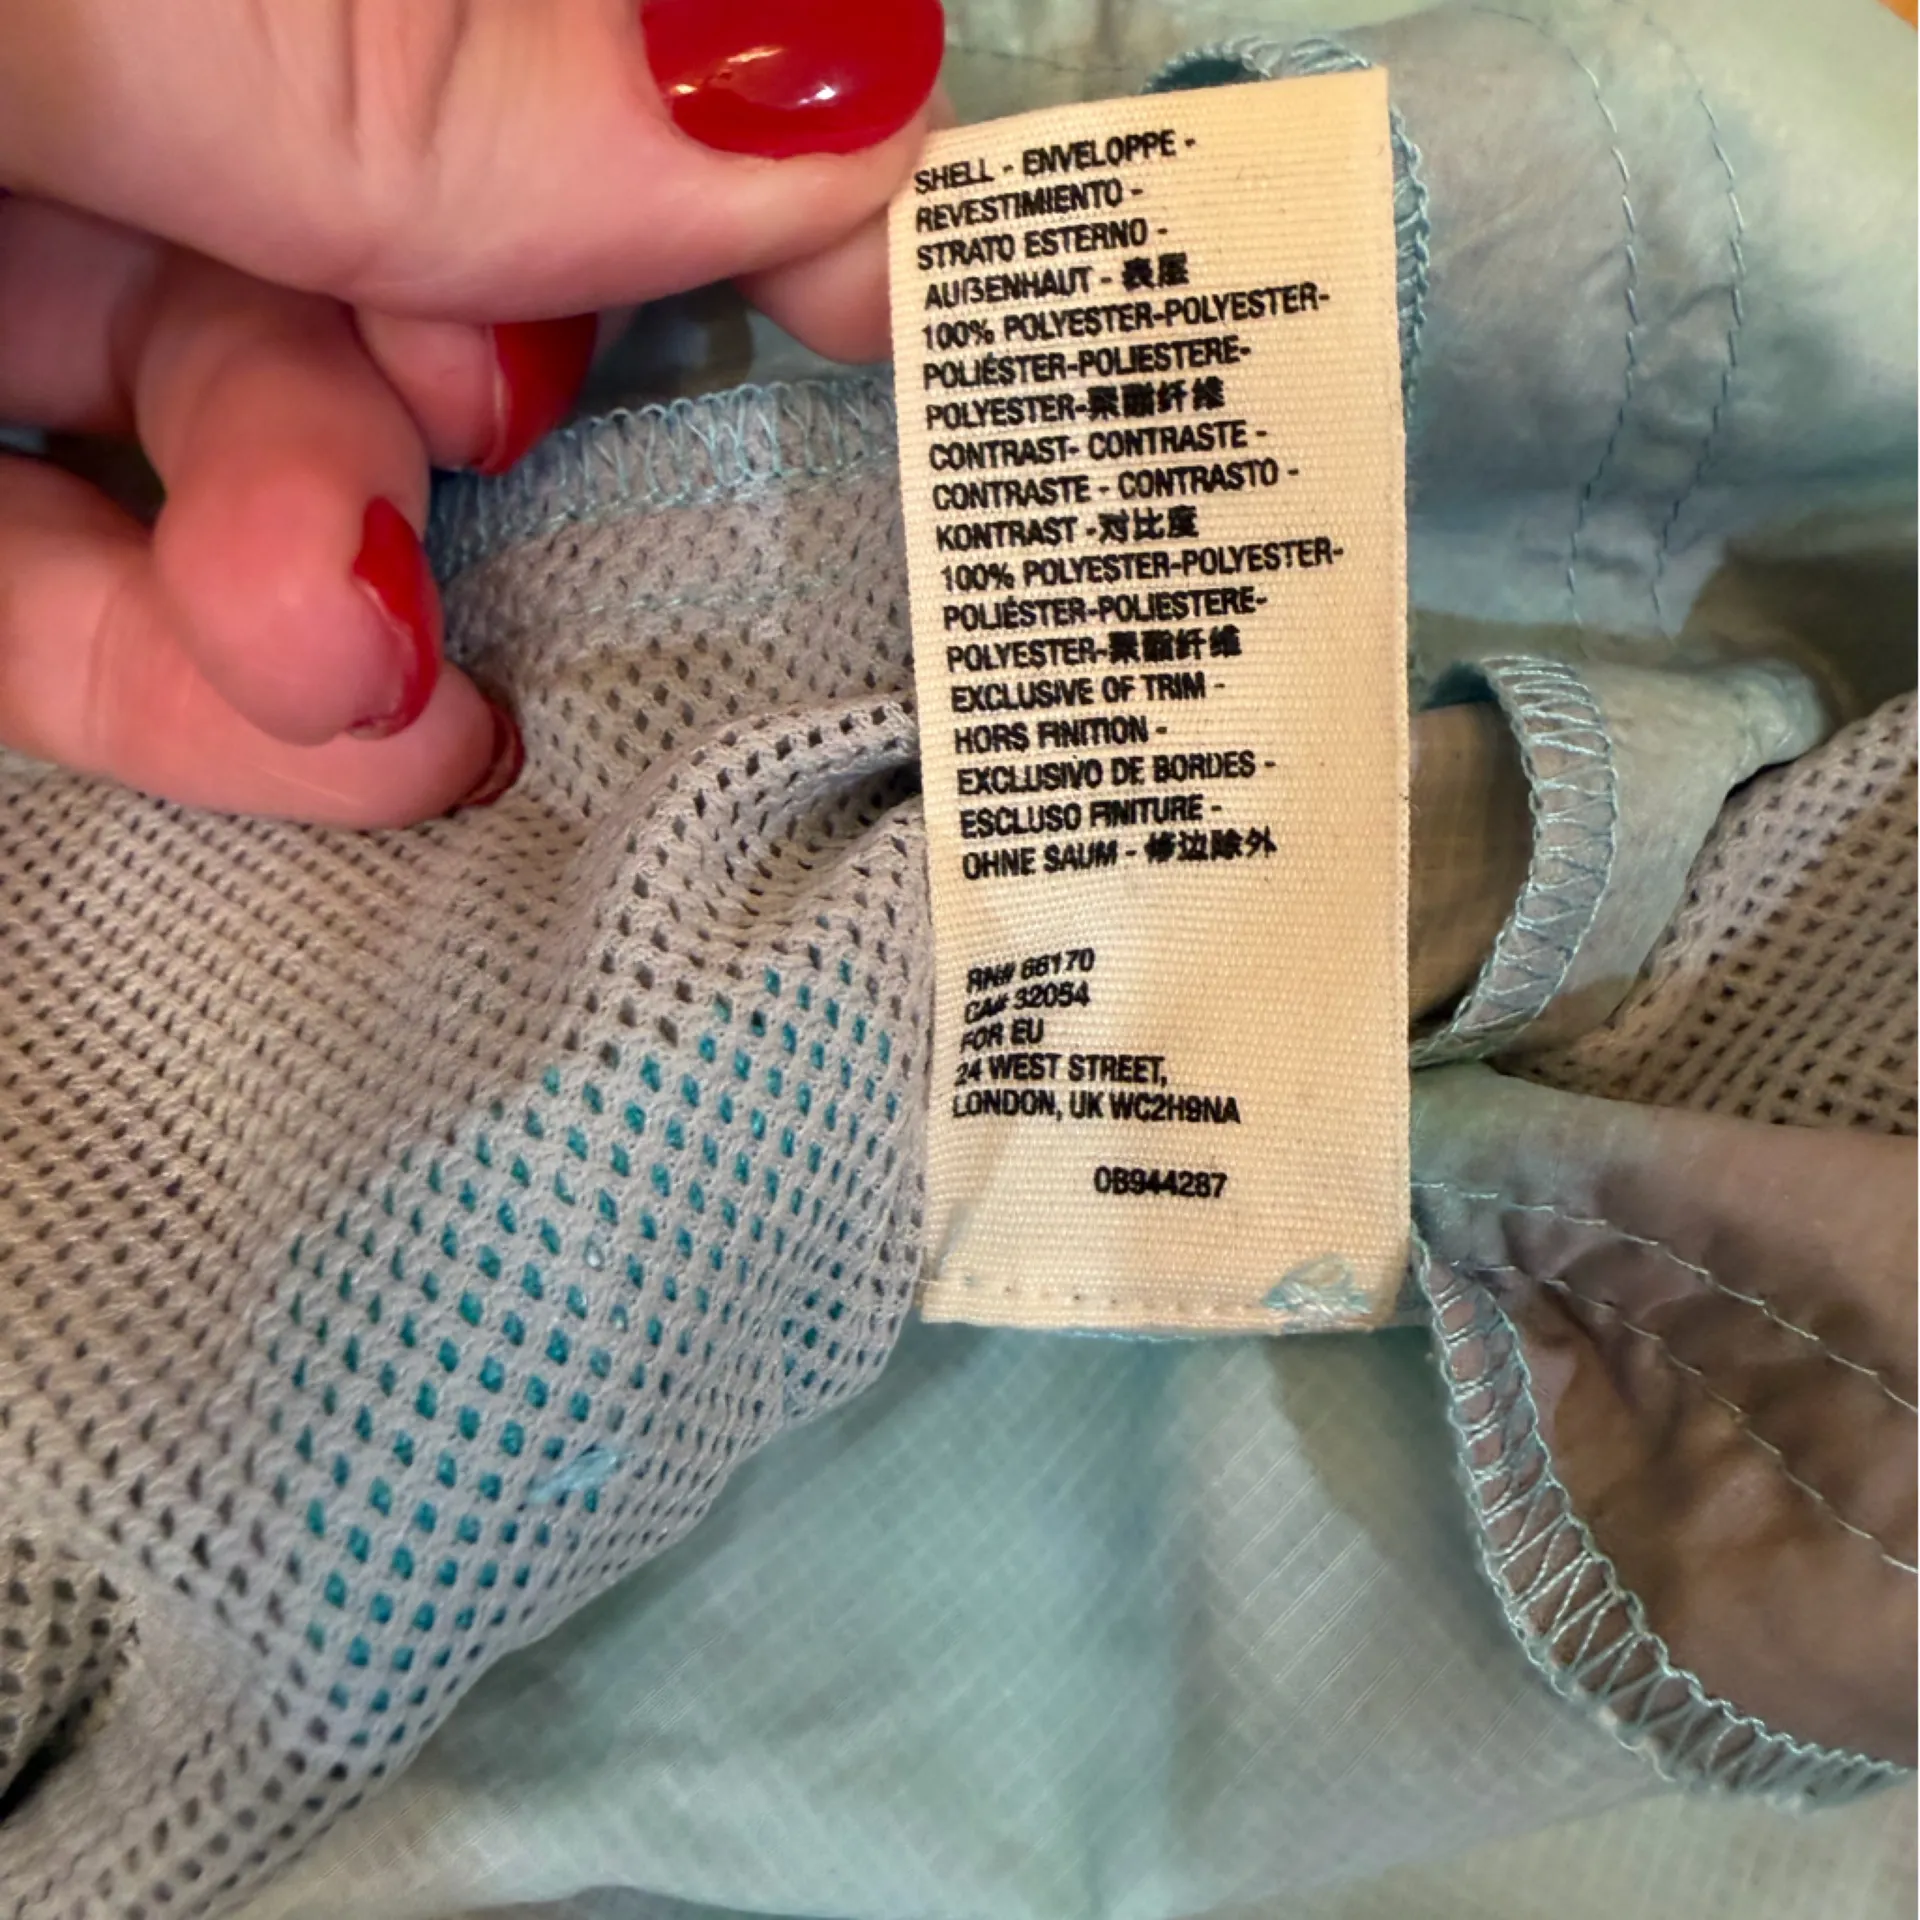 SHELL - ENVELOPPE -
REVESTIMIENTO -
STRATO ESTERNO -
AUßENHAUT - 表层
100% POLYESTER-POLYESTER-
POLIÉSTER-POLIESTERE-
POLYESTER-聚酯纤维
CONTRAST- CONTRASTE -
CONTRASTE - CONTRASTO -
KONTRAST -对比度
100% POLYESTER-POLYESTER-
POLIÉSTER-POLIESTERE-
POLYESTER-聚酯纤维
EXCLUSIVE OF TRIM -
HORS FINITION -
EXCLUSIVO DE BORDES -
ESCLUSO FINITURE -
OHNE SAUM - 修边除外
RN# 66170
CA# 32054
FOR EU
24 WEST STREET,
LONDON, UK WC2H9NA
OB944287